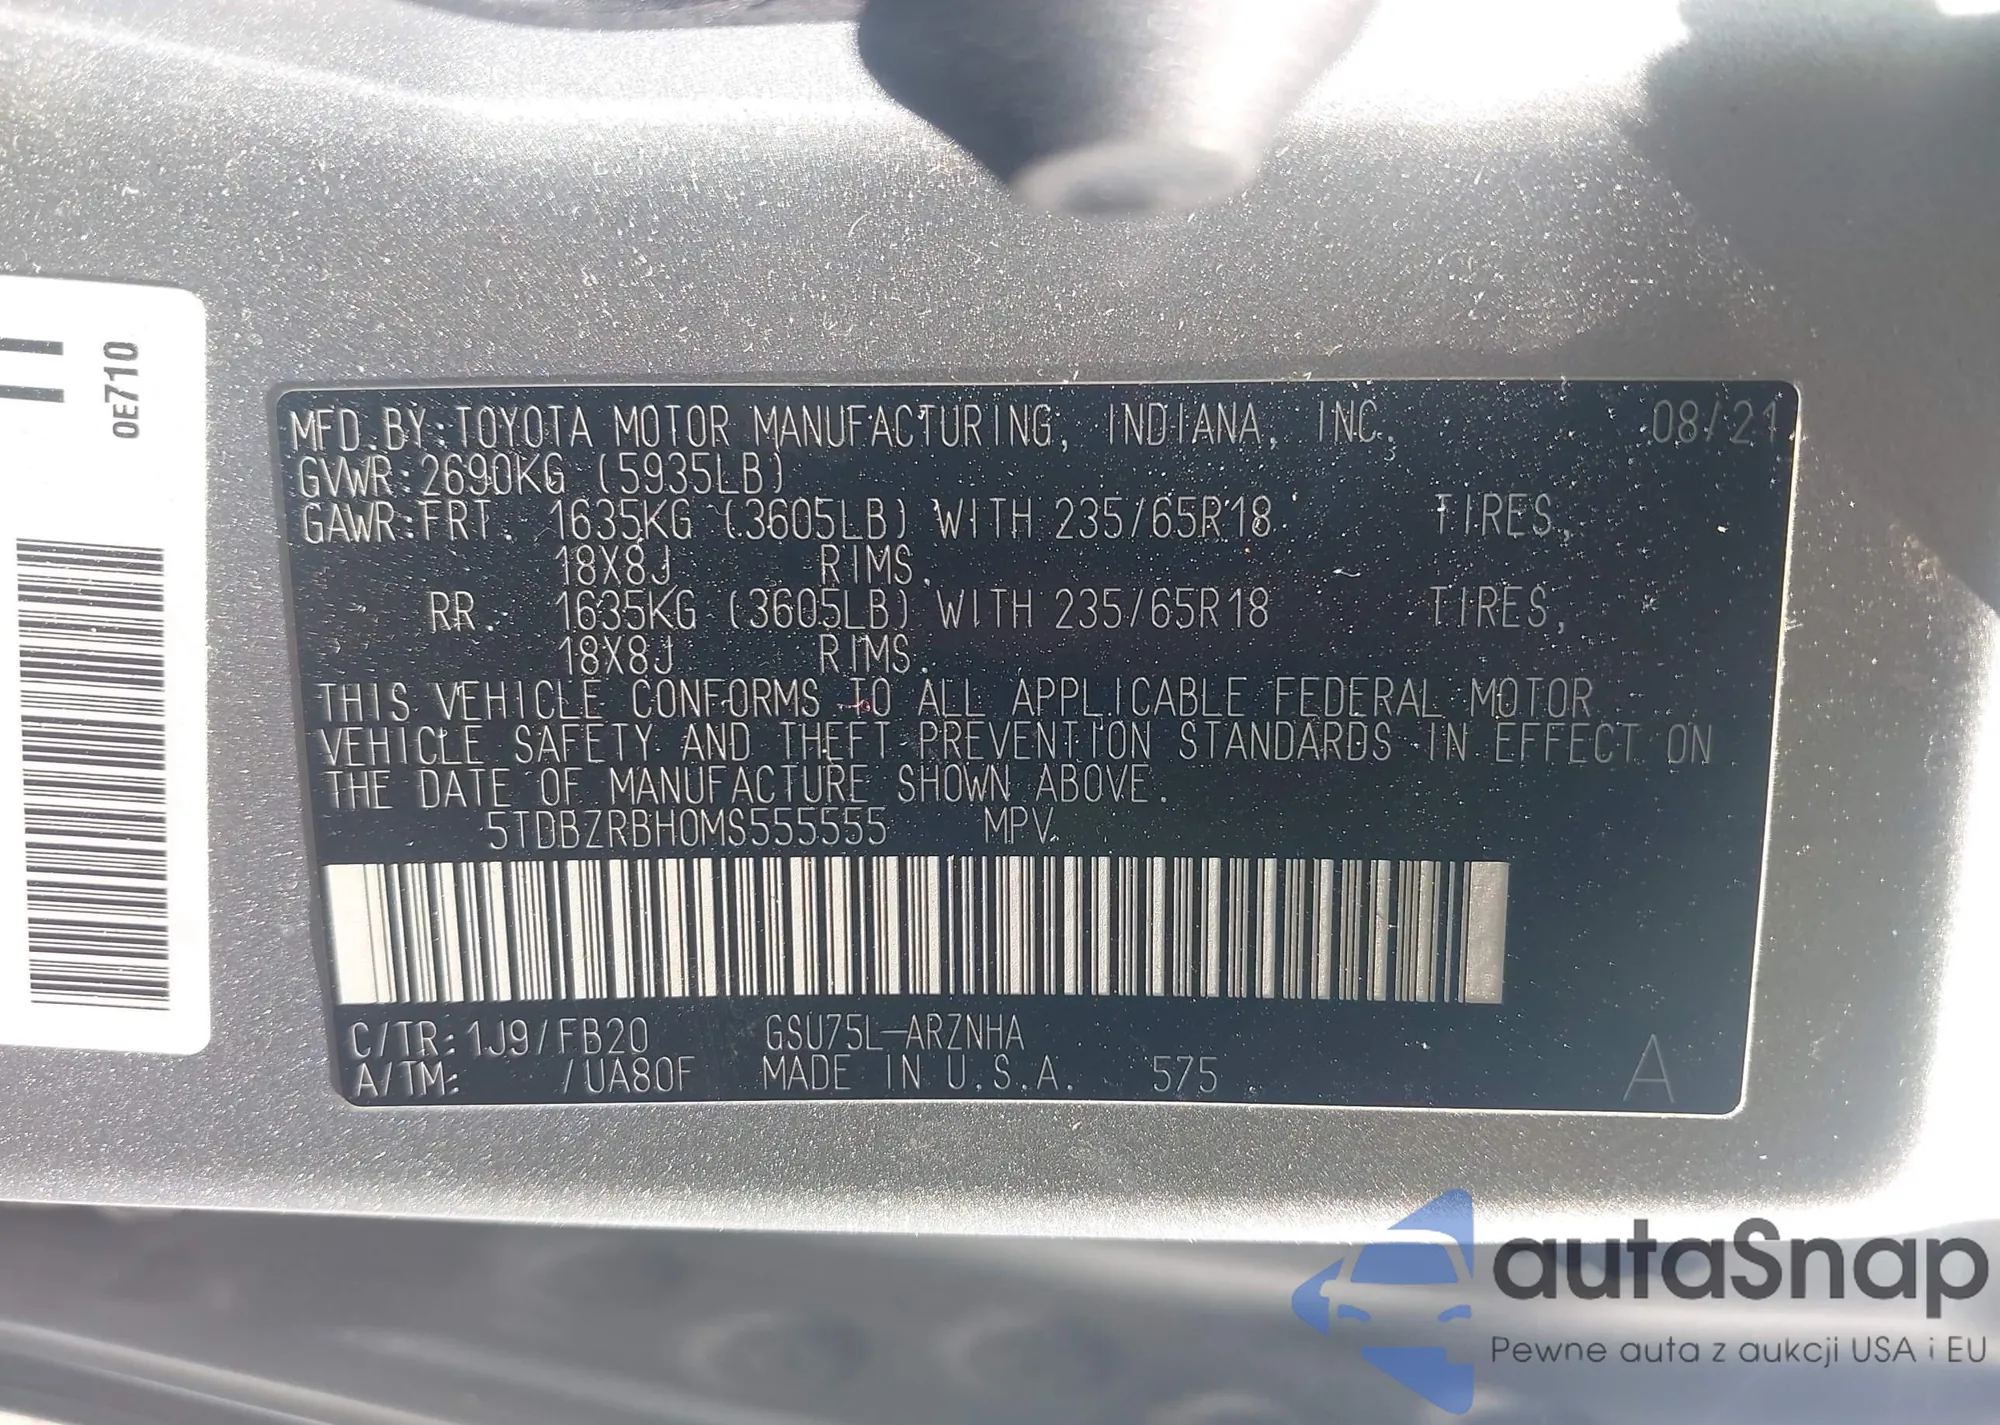 0E710
MFD. BY: TOYOTA MOTOR MANUFACTURING, INDIANA, INC. 08/21
GVWR: 2690KG (5935LB)
GAWR: FRT. 1635KG (3605LB) WITH 235/65R18 TIRES,
18X8J RIMS,
RR. 1635KG (3605LB) WITH 235/65R18 TIRES,
18X8J RIMS.
THIS VEHICLE CONFORMS TO ALL APPLICABLE FEDERAL MOTOR
VEHICLE SAFETY AND THEFT PREVENTION STANDARDS IN EFFECT ON
THE DATE OF MANUFACTURE SHOWN ABOVE.
5TDBZRBH0MS555555 MPV
C/TR: 1J9/FB20 GSU75L-ARZNHA
A/TM: /UA80F MADE IN U.S.A. 575 A
autaSnap
Pewne auta z aukcji USA i EU